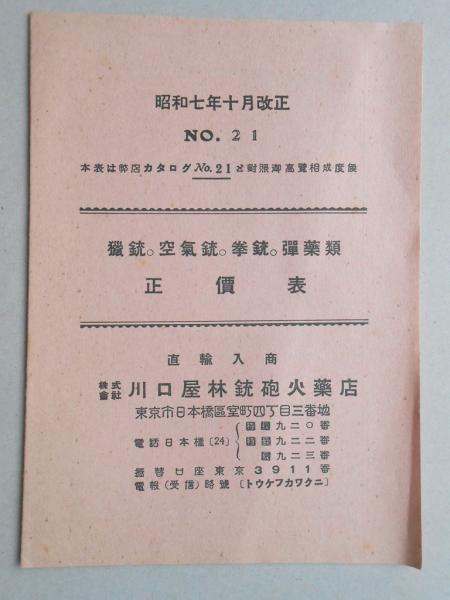 昭和七年十月改正
NO. 21
本表は弊店カタログNo.21と對照御高覽相成度候
獵銃。空氣銃。拳銃。彈藥類
正價表
直輸入商
株式會社 川口屋林銃砲火藥店
東京市日本橋區室町四丁目三番地
電話日本橋〔24〕
九二〇番
九二二番
九二三番
振替口座東京3911番
電報(受信)略號〔トウケフカワクニ〕